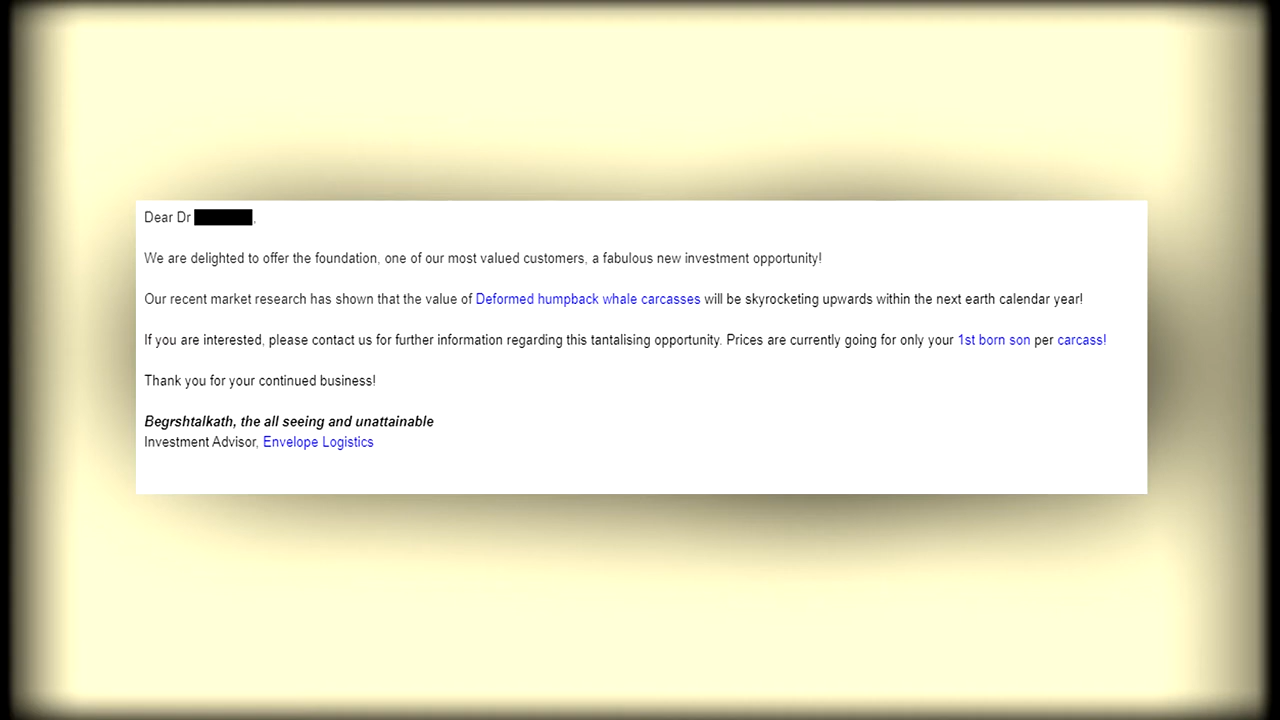 Dear Dr ,
We are delighted to offer the foundation, one of our most valued customers, a fabulous new investment opportunity!
Our recent market research has shown that the value of Deformed humpback whale carcasses will be skyrocketing upwards within the next earth calendar year!
If you are interested, please contact us for further information regarding this tantalising opportunity. Prices are currently going for only your 1st born son per carcass!
Thank you for your continued business!
Begrshtalkath, the all seeing and unattainable
Investment Advisor, Envelope Logistics